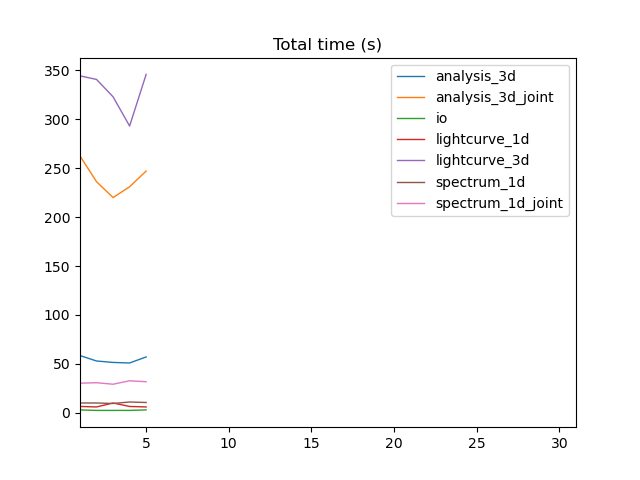 Total time (s)
350
300
250
200
150
100
50
0
5 10 15 20 25 30
analysis_3d
analysis_3d_joint
io
lightcurve_1d
lightcurve_3d
spectrum_1d
spectrum_1d_joint